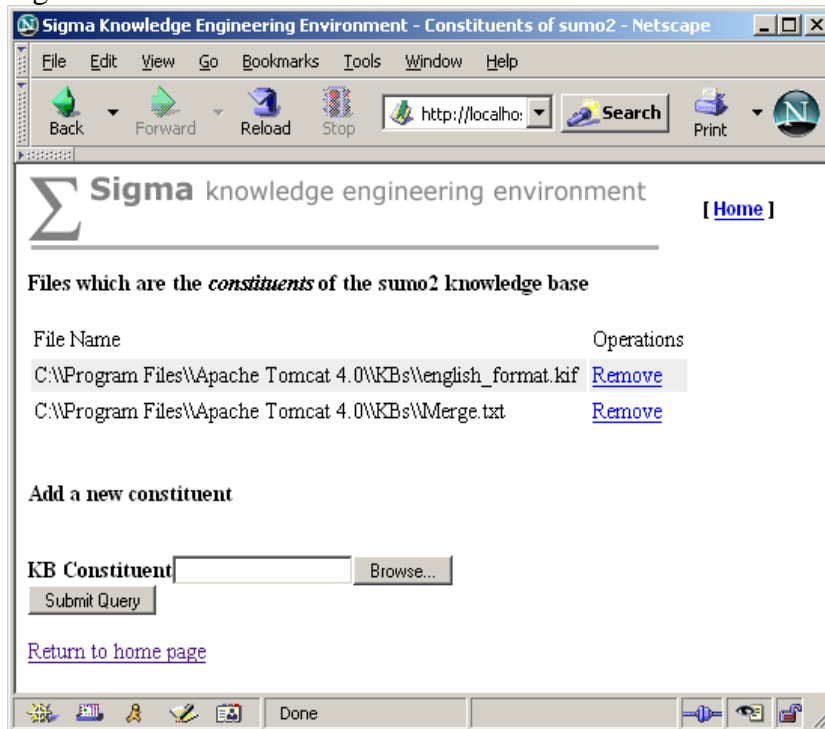 Sigma Knowledge Engineering Environment - Constituents of sumo2 - Netscape
File Edit View Go Bookmarks Tools Window Help
Back Forward Reload Stop http://localho: Search Print N
Σ Sigma knowledge engineering environment
[ Home ]
Files which are the constituents of the sumo2 knowledge base
File Name Operations
C:\\Program Files\\Apache Tomcat 4.0\\KBs\\english_format.kif Remove
C:\\Program Files\\Apache Tomcat 4.0\\KBs\\Merge.txt Remove
Add a new constituent
KB Constituent Browse...
Submit Query
Return to home page
Done